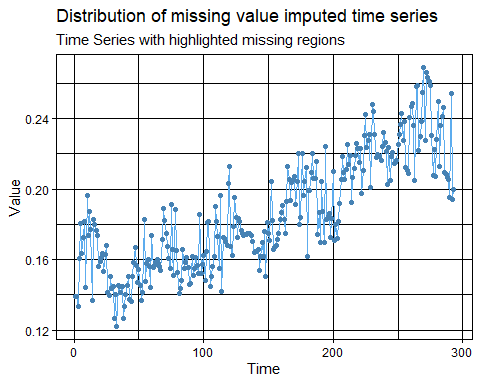 Distribution of missing value imputed time series
Time Series with highlighted missing regions
0.24
0.20
0.16
0.12
Value
0
100
200
300
Time